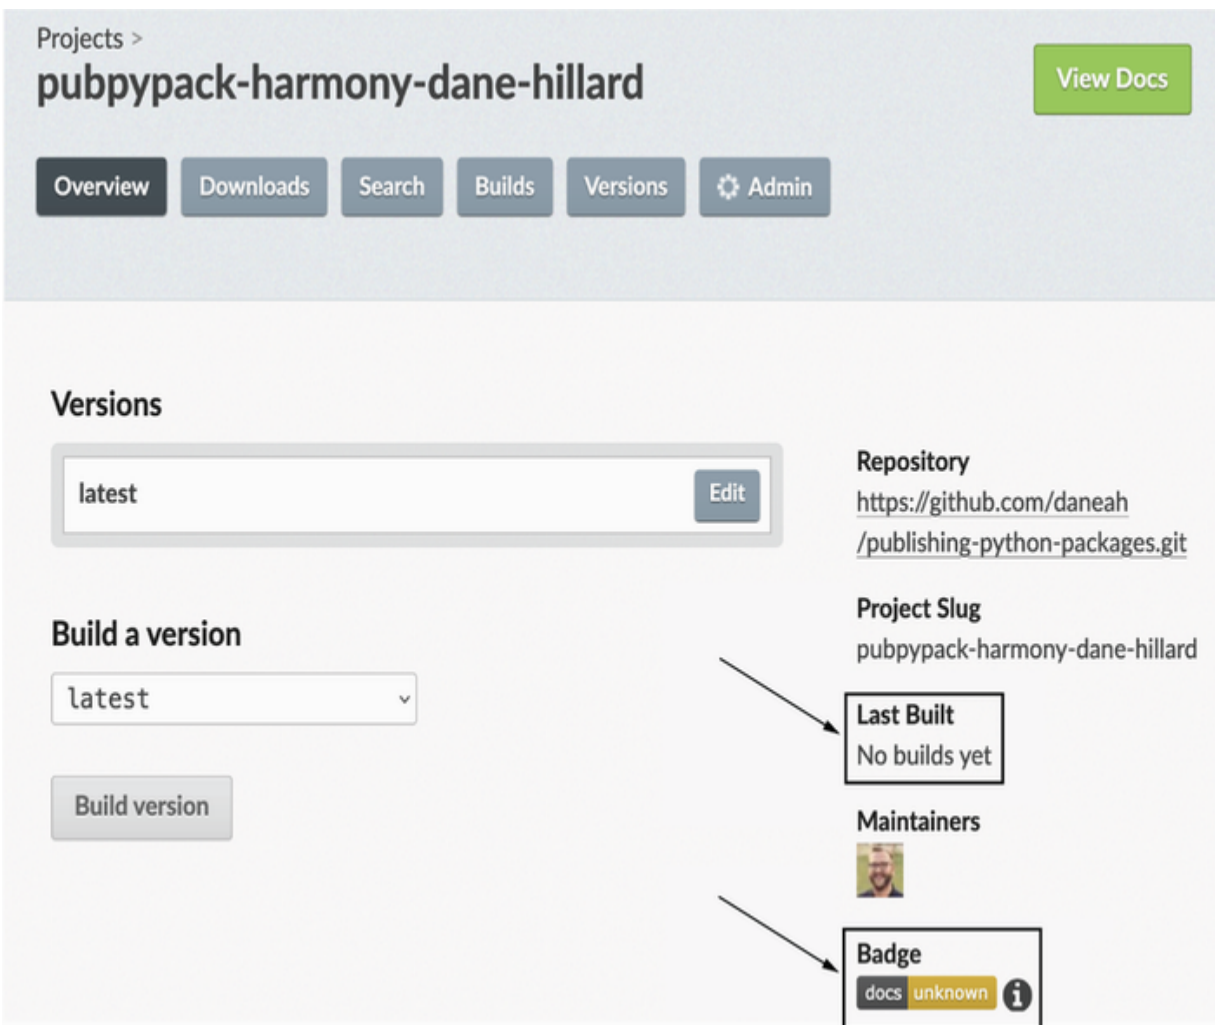 Projects >
pubpypack-harmony-dane-hillard
View Docs
Overview
Downloads
Search
Builds
Versions
Admin
Versions
latest
Edit
Build a version
latest
Build version
Repository
https://github.com/daneah
/publishing-python-packages.git
Project Slug
pubpypack-harmony-dane-hillard
Last Built
No builds yet
Maintainers
Badge
docs unknown